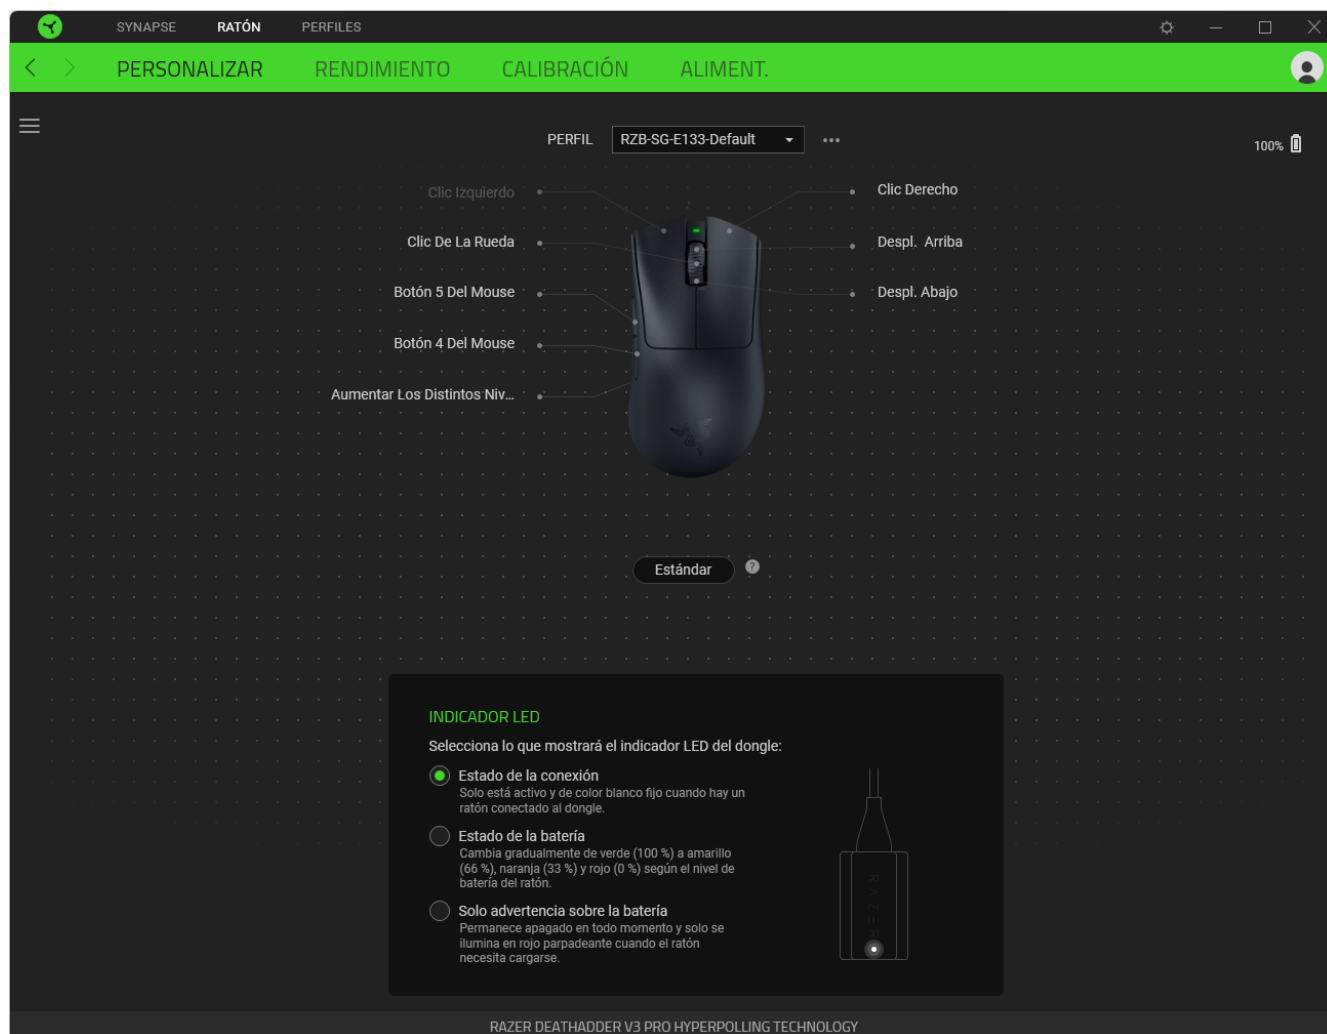 SYNAPSE RATÓN PERFILES
PERSONALIZAR RENDIMIENTO CALIBRACIÓN ALIMENT.
PERFIL RZB-SG-E133-Default
100%
Clic Izquierdo
Clic De La Rueda
Botón 5 Del Mouse
Botón 4 Del Mouse
Aumentar Los Distintos Niv...
Clic Derecho
Despl. Arriba
Despl. Abajo
Estándar ?
INDICADOR LED
Selecciona lo que mostrará el indicador LED del dongle:
Estado de la conexión
Solo está activo y de color blanco fijo cuando hay un
ratón conectado al dongle.
Estado de la batería
Cambia gradualmente de verde (100 %) a amarillo
(66 %), naranja (33 %) y rojo (0 %) según el nivel de
batería del ratón.
Solo advertencia sobre la batería
Permanece apagado en todo momento y solo se
ilumina en rojo parpadeante cuando el ratón
necesita cargarse.
RAZER
RAZER DEATHADDER V3 PRO HYPERPOLLING TECHNOLOGY